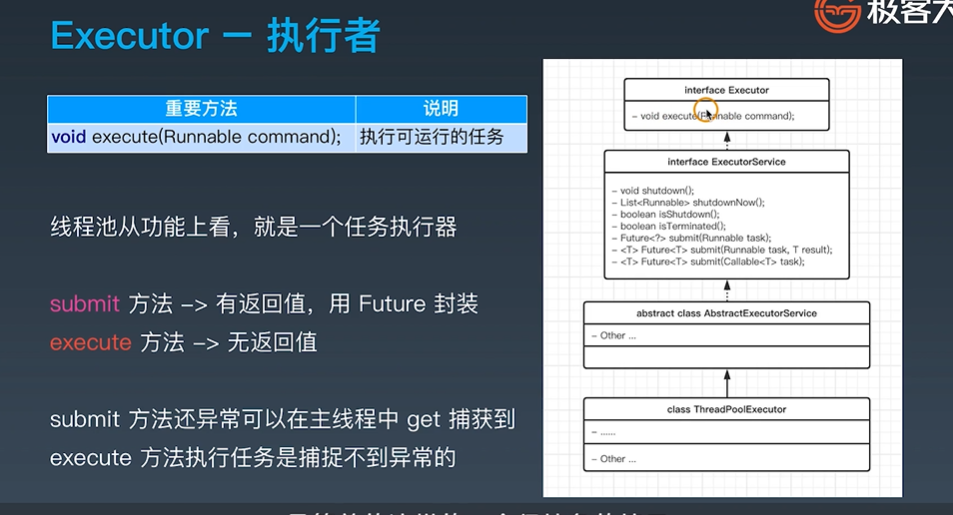 Executor － 执行者
极客大
重要方法 说明
void execute(Runnable command); 执行可运行的任务
线程池从功能上看，就是一个任务执行器
submit 方法 -> 有返回值，用 Future 封装
execute 方法 -> 无返回值
submit 方法还异常可以在主线程中 get 捕获到
execute 方法执行任务是捕捉不到异常的
interface Executor
- void execute(Runnable command);
interface ExecutorService
- void shutdown();
- List<Runnable> shutdownNow();
- boolean isShutdown();
- boolean isTerminated();
- Future<?> submit(Runnable task);
- <T> Future<T> submit(Runnable task, T result);
- <T> Future<T> submit(Callable<T> task);
abstract class AbstractExecutorService
- Other ...
class ThreadPoolExecutor
- ......
- Other ...